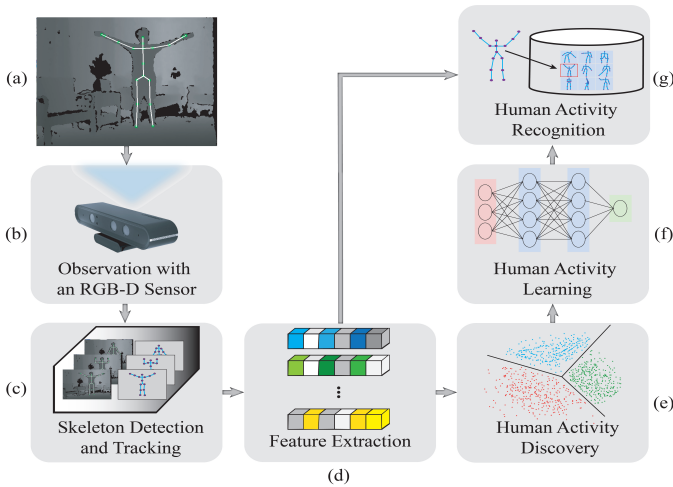 (a)
(b)
Observation with
an RGB-D Sensor
(c)
Skeleton Detection
and Tracking
Feature Extraction
(d)
Human Activity
Discovery
(e)
Human Activity
Learning
(f)
Human Activity
Recognition
(g)